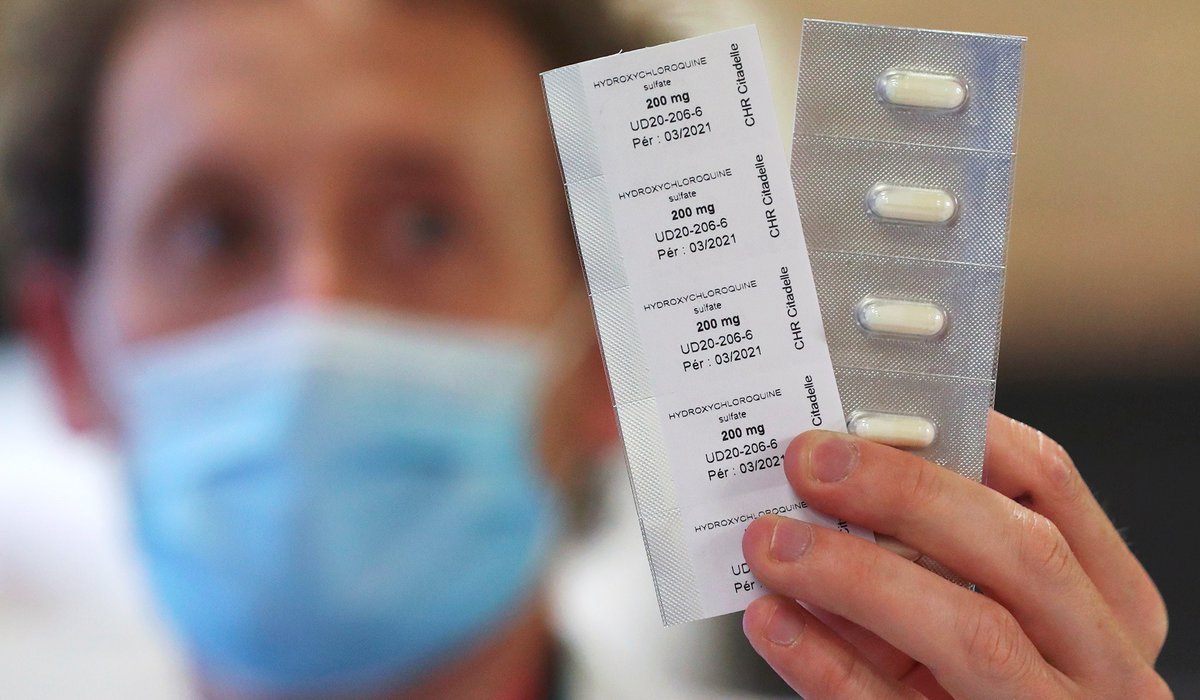 HYDROXYCHLOROQUINE
sulfate
200 mg
UD20-206-6
Pér : 03/2021
CHR Citadelle
HYDROXYCHLOROQUINE
sulfate
200 mg
UD20-206-6
Pér : 03/2021
CHR Citadelle
HYDROXYCHLOROQUINE
sulfate
200 mg
UD20-206-6
Pér : 03/2021
CHR Citadelle
HYDROXYCHLOROQUINE
sulfate
200 mg
UD20-206-6
Pér : 03/2021
Citadelle
HYDROXYCHLOROQUINE
UD
Pér :